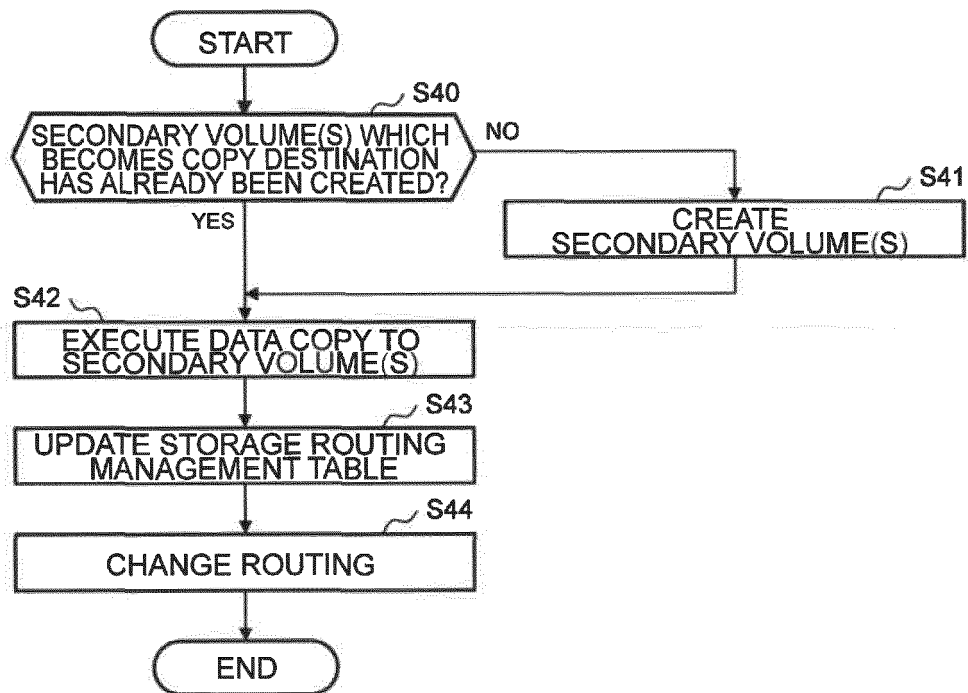 START
S40
SECONDARY VOLUME(S) WHICH
BECOMES COPY DESTINATION
HAS ALREADY BEEN CREATED?
NO
YES
S41
CREATE
SECONDARY VOLUME(S)
S42
EXECUTE DATA COPY TO
SECONDARY VOLUME(S)
S43
UPDATE STORAGE ROUTING
MANAGEMENT TABLE
S44
CHANGE ROUTING
END